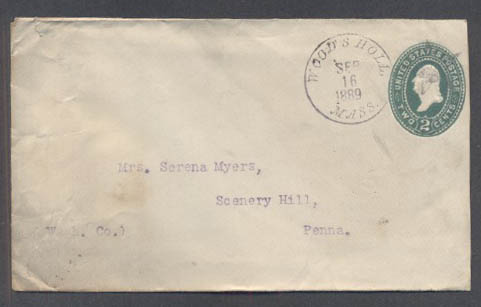 WOOD'S HOLL
SEP
16
1889
MASS.
UNITED STATES POSTAGE
TWO 2 CENTS
Mrs. Serena Myers,
Scenery Hill,
Co.) Penna.